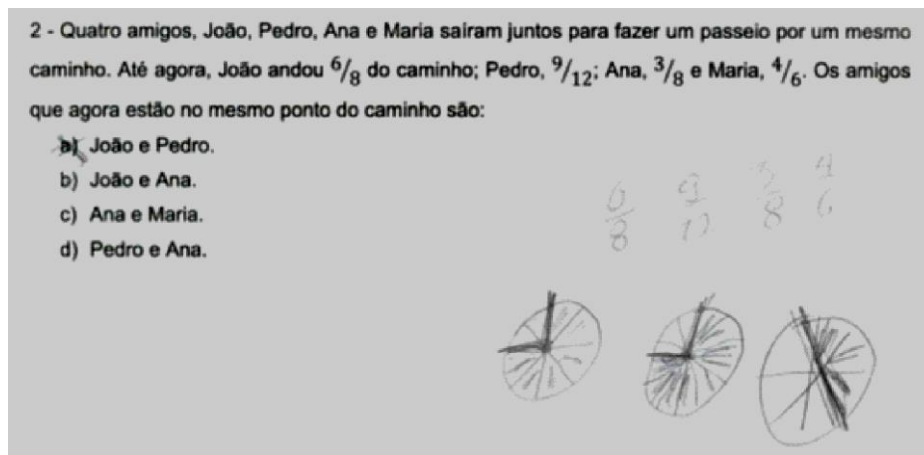 2 - Quatro amigos, João, Pedro, Ana e Maria saíram juntos para fazer um passeio por um mesmo
caminho. Até agora, João andou 6/8 do caminho; Pedro, 9/12; Ana, 3/8 e Maria, 4/6. Os amigos
que agora estão no mesmo ponto do caminho são:
a) João e Pedro.
b) João e Ana.
c) Ana e Maria.
d) Pedro e Ana.
6/8 9/12 3/8 4/6